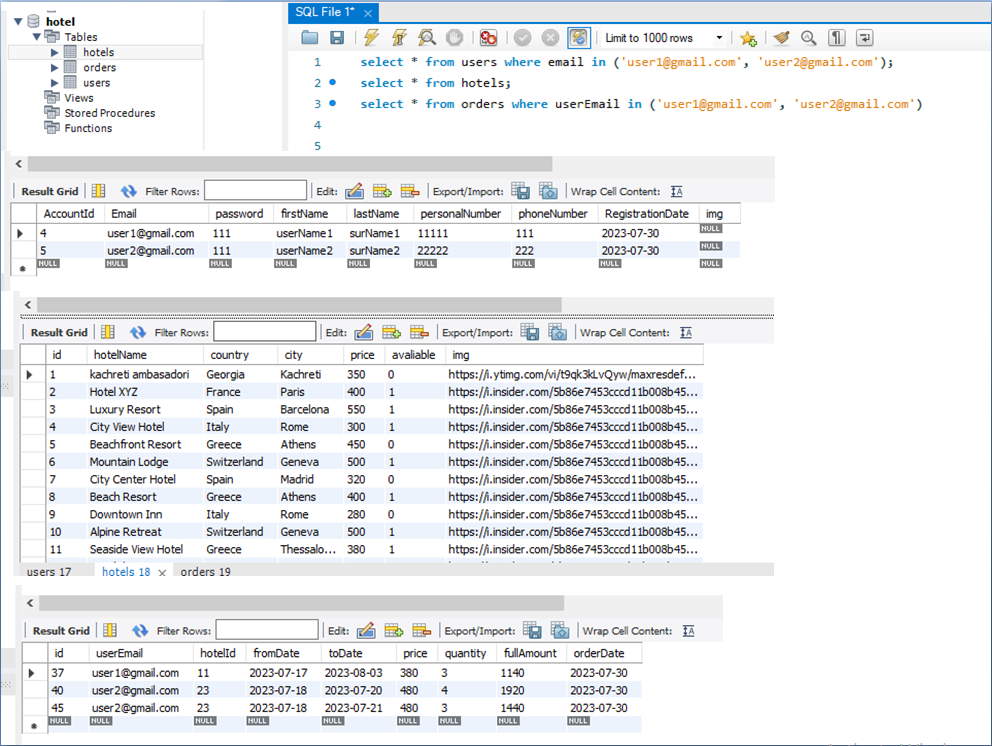 hotel
Tables
hotels
orders
users
Views
Stored Procedures
Functions
SQL File 1*
Limit to 1000 rows
1 select * from users where email in ('user1@gmail.com', 'user2@gmail.com');
2 select * from hotels;
3 select * from orders where userEmail in ('user1@gmail.com', 'user2@gmail.com')
4
5
Result Grid Filter Rows: Edit: Export/Import: Wrap Cell Content: IA
AccountId Email password firstName lastName personalNumber phoneNumber RegistrationDate img
4 user1@gmail.com 111 userName1 surName1 11111 111 2023-07-30 NULL
5 user2@gmail.com 111 userName2 surName2 22222 222 2023-07-30 NULL
NULL NULL NULL NULL NULL NULL NULL NULL NULL
Result Grid Filter Rows: Edit: Export/Import: Wrap Cell Content: IA
id hotelName country city price avaliable img
1 kachreti ambasadori Georgia Kachreti 350 0 https://i.ytimg.com/vi/t9qk3kLvQyw/maxresdef...
2 Hotel XYZ France Paris 400 1 https://i.insider.com/5b86e7453cccd11b008b45...
3 Luxury Resort Spain Barcelona 550 1 https://i.insider.com/5b86e7453cccd11b008b45...
4 City View Hotel Italy Rome 300 1 https://i.insider.com/5b86e7453cccd11b008b45...
5 Beachfront Resort Greece Athens 450 0 https://i.insider.com/5b86e7453cccd11b008b45...
6 Mountain Lodge Switzerland Geneva 500 1 https://i.insider.com/5b86e7453cccd11b008b45...
7 City Center Hotel Spain Madrid 320 0 https://i.insider.com/5b86e7453cccd11b008b45...
8 Beach Resort Greece Athens 400 1 https://i.insider.com/5b86e7453cccd11b008b45...
9 Downtown Inn Italy Rome 280 0 https://i.insider.com/5b86e7453cccd11b008b45...
10 Alpine Retreat Switzerland Geneva 500 1 https://i.insider.com/5b86e7453cccd11b008b45...
11 Seaside View Hotel Greece Thessalo... 380 1 https://i.insider.com/5b86e7453cccd11b008b45...
users 17 hotels 18 orders 19
Result Grid Filter Rows: Edit: Export/Import: Wrap Cell Content: IA
id userEmail hotelId fromDate toDate price quantity fullAmount orderDate
37 user1@gmail.com 11 2023-07-17 2023-08-03 380 3 1140 2023-07-30
40 user2@gmail.com 23 2023-07-18 2023-07-20 480 4 1920 2023-07-30
45 user2@gmail.com 23 2023-07-18 2023-07-21 480 3 1440 2023-07-30
NULL NULL NULL NULL NULL NULL NULL NULL NULL